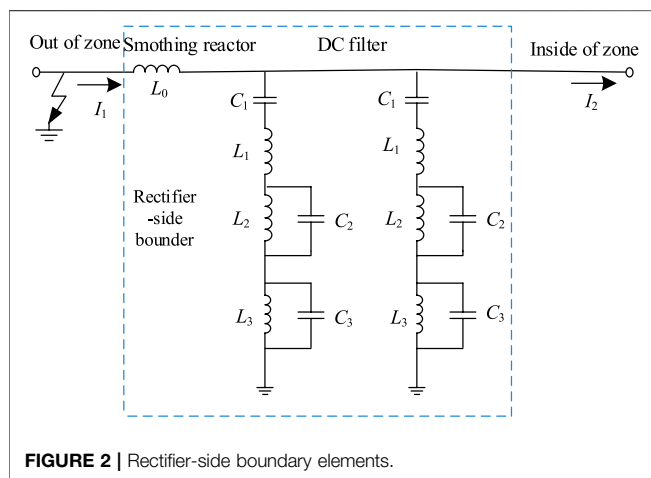 Out of zone
Smothing reactor
DC filter
Inside of zone
I₁
L₀
I₂
C₁
C₁
L₁
L₁
Rectifier
-side
bounder
L₂
C₂
L₂
C₂
L₃
C₃
L₃
C₃
FIGURE 2 | Rectifier-side boundary elements.